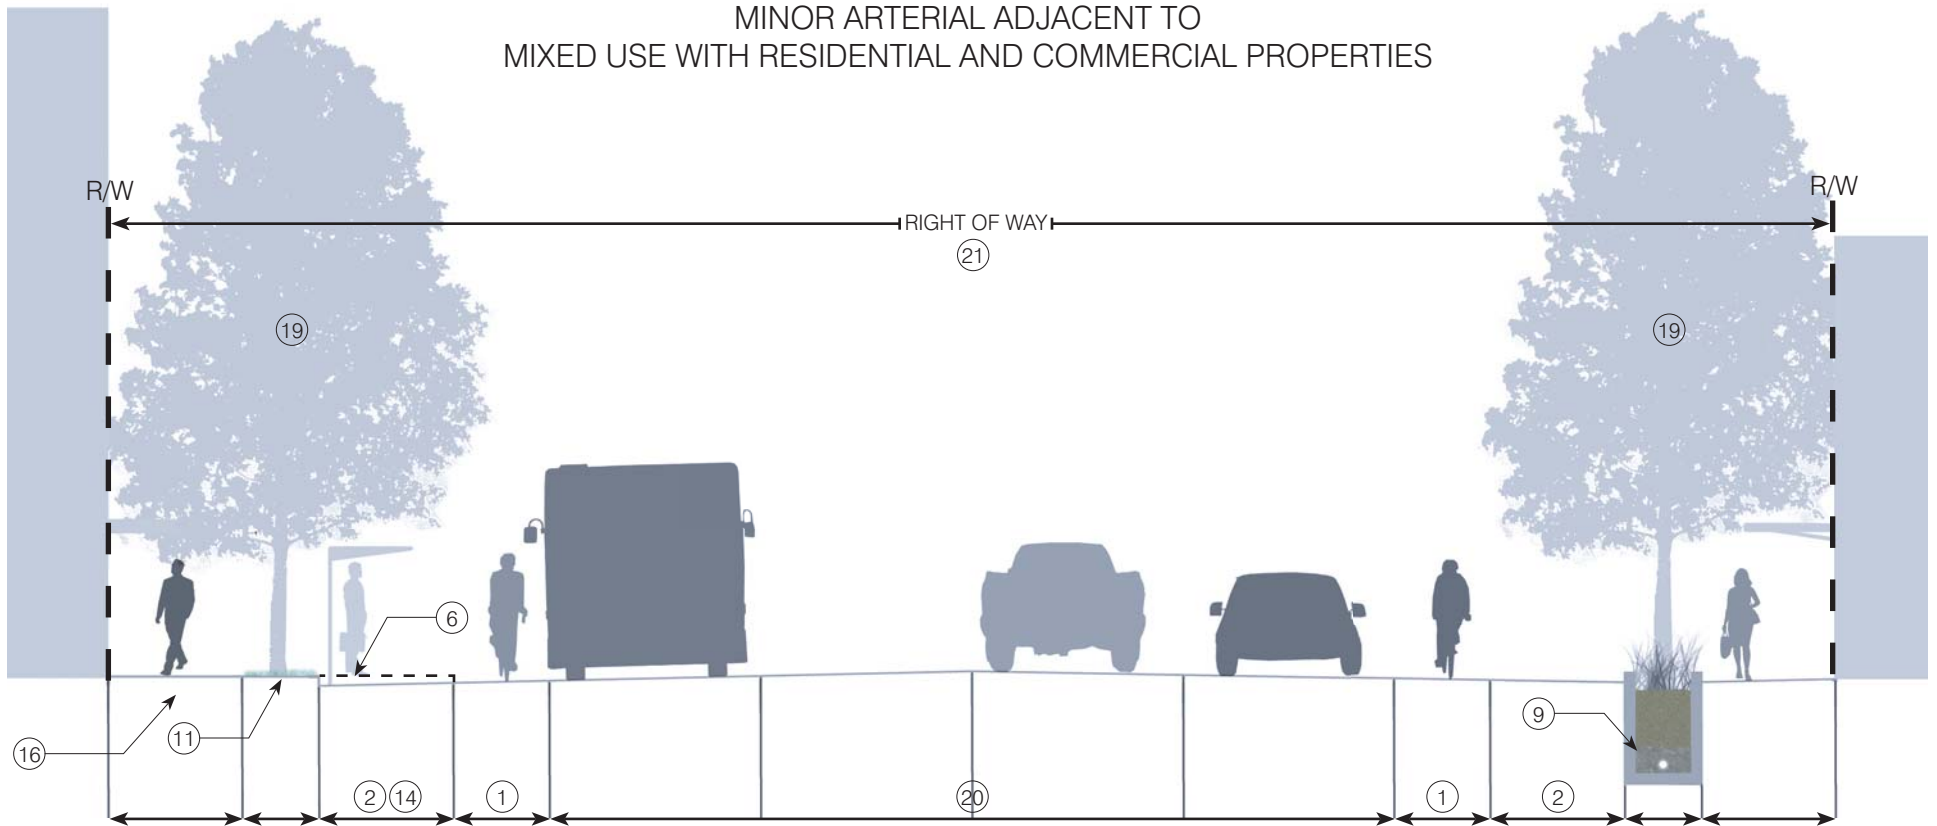 MINOR ARTERIAL ADJACENT TO
MIXED USE WITH RESIDENTIAL AND COMMERCIAL PROPERTIES
R/W
R/W
RIGHT OF WAY
21
19
19
6
9
11
16
2 14
1
20
1
2